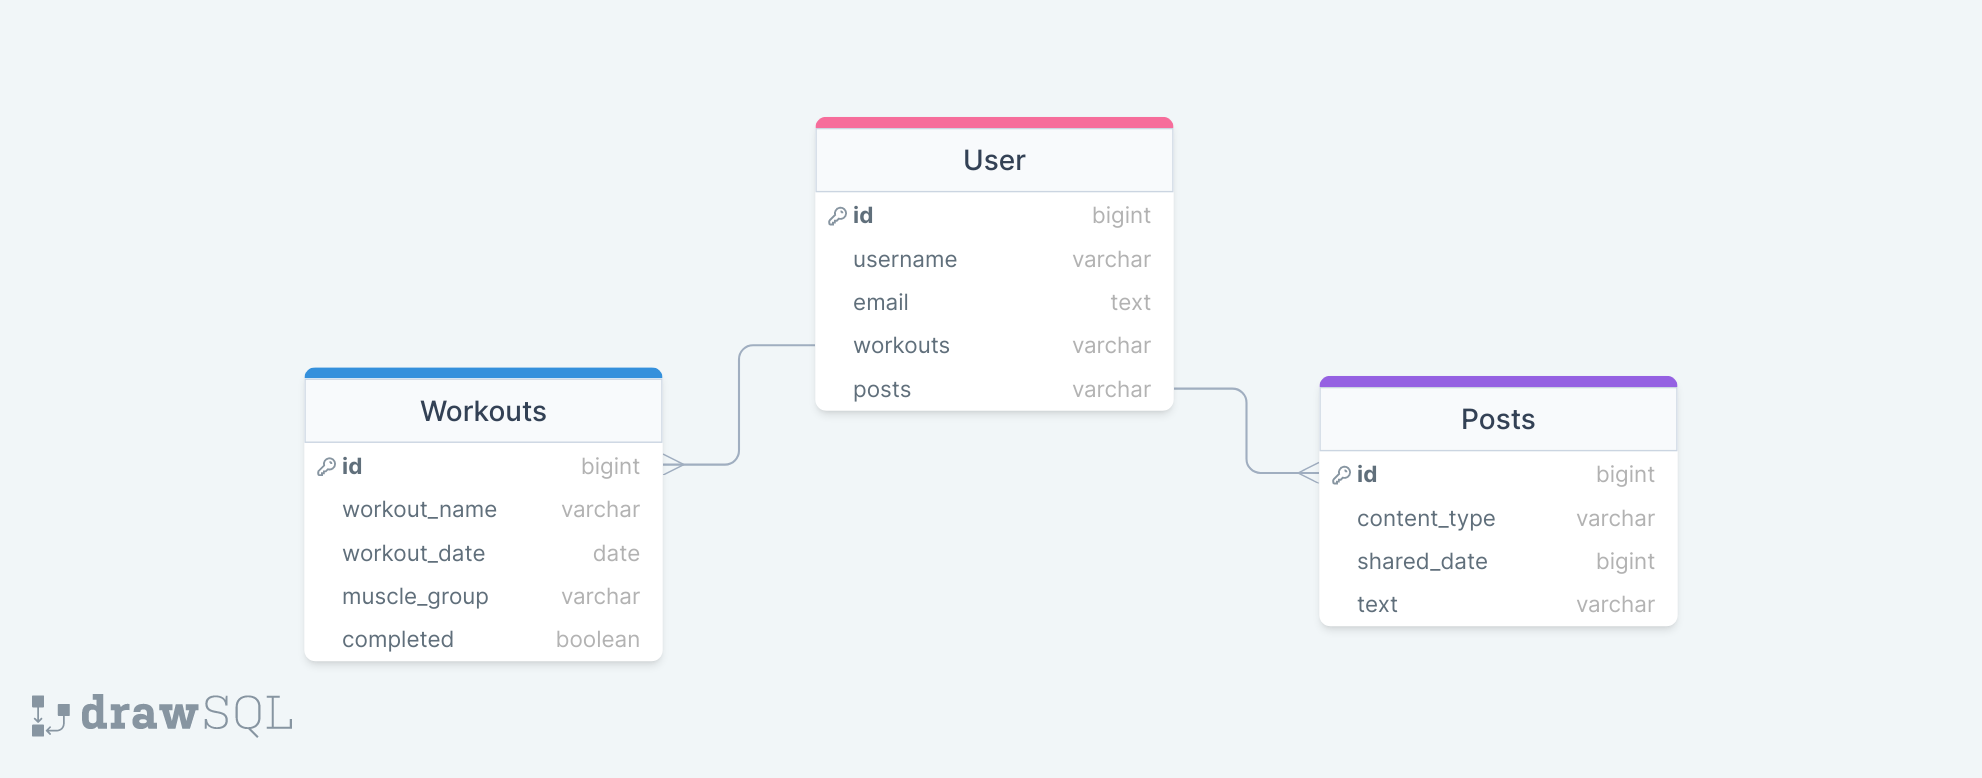 User
id bigint
username varchar
email text
workouts varchar
posts varchar
Workouts
id bigint
workout_name varchar
workout_date date
muscle_group varchar
completed boolean
Posts
id bigint
content_type varchar
shared_date bigint
text varchar
drawSQL